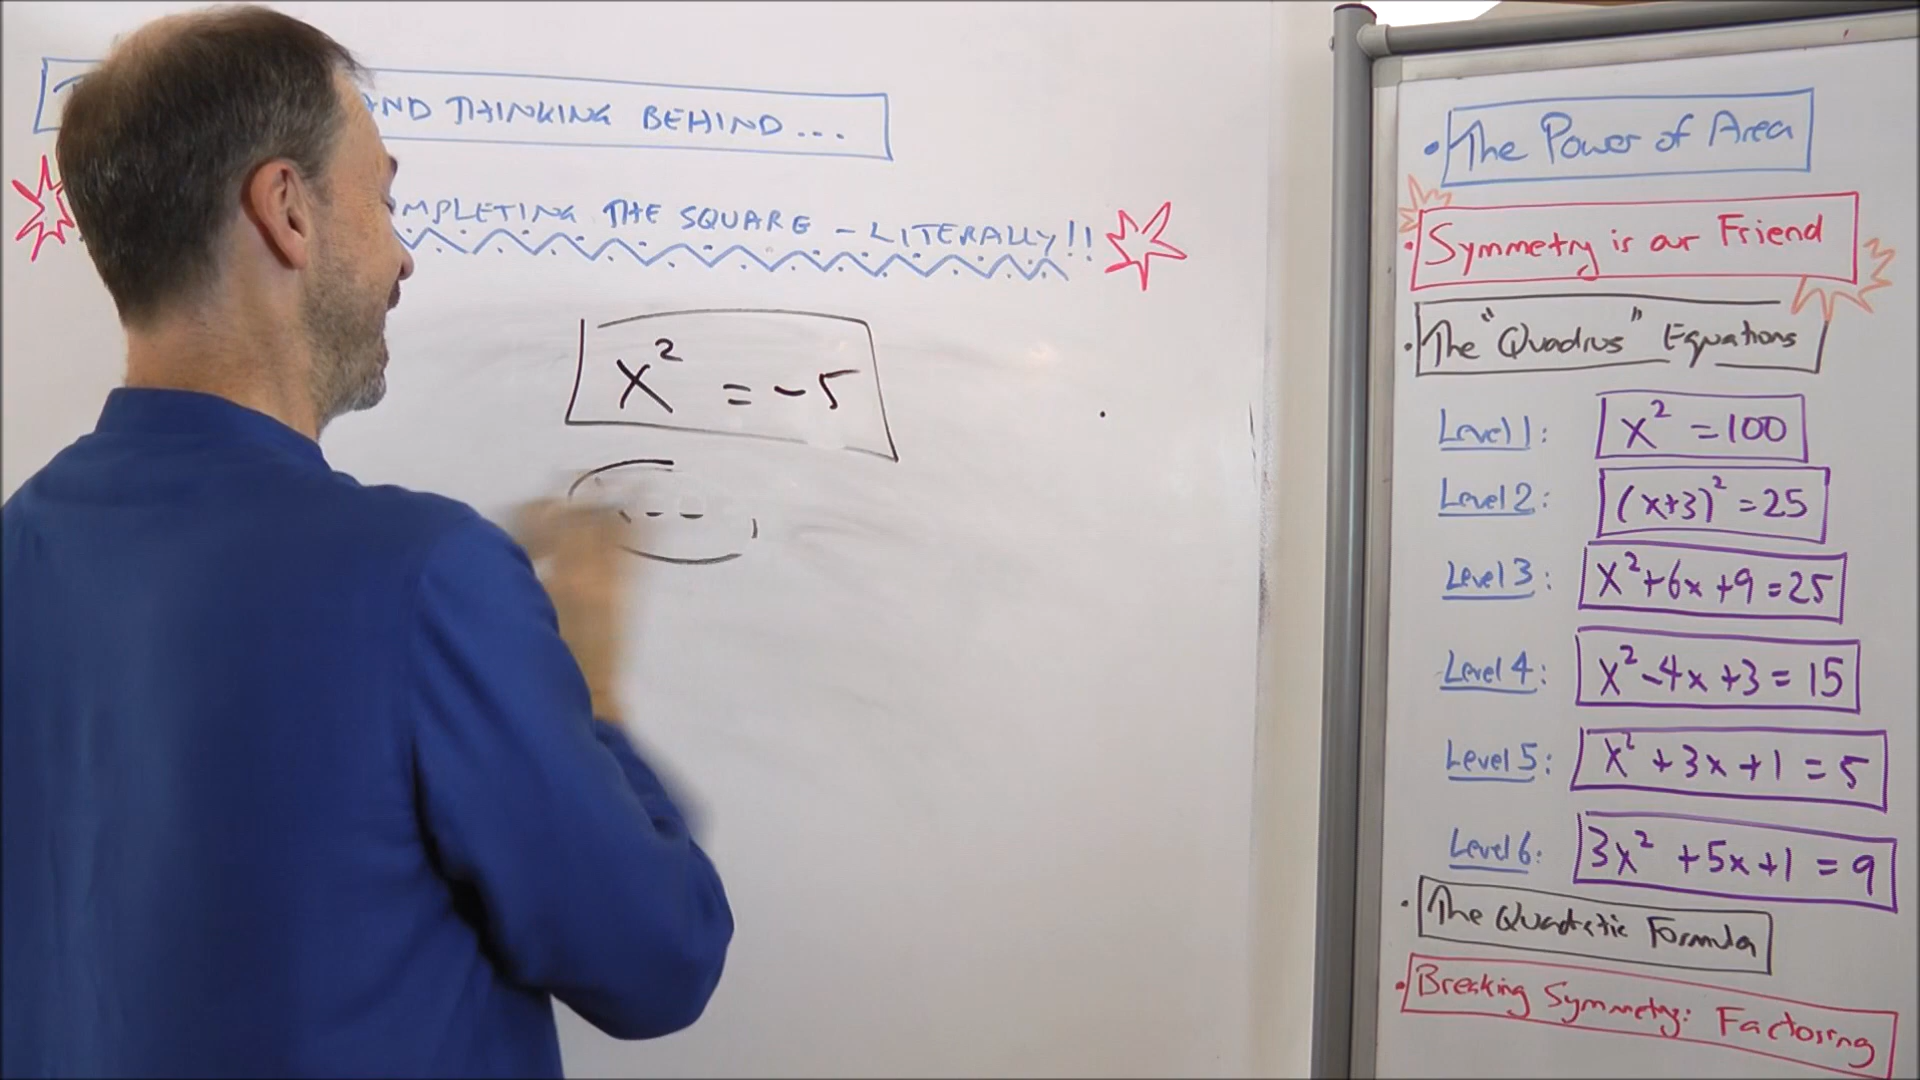 AND THINKING BEHIND...
MPLETING THE SQUARE - LITERALLY!!
x² = -5
• The Power of Area
• Symmetry is our Friend
• The "Quadrus" Equations
Level 1: x² = 100
Level 2: (x+3)² = 25
Level 3: x²+6x+9=25
Level 4: x²-4x+3=15
Level 5: x²+3x+1=5
Level 6: 3x²+5x+1=9
• The Quadratic Formula
• Breaking Symmetry: Factoring